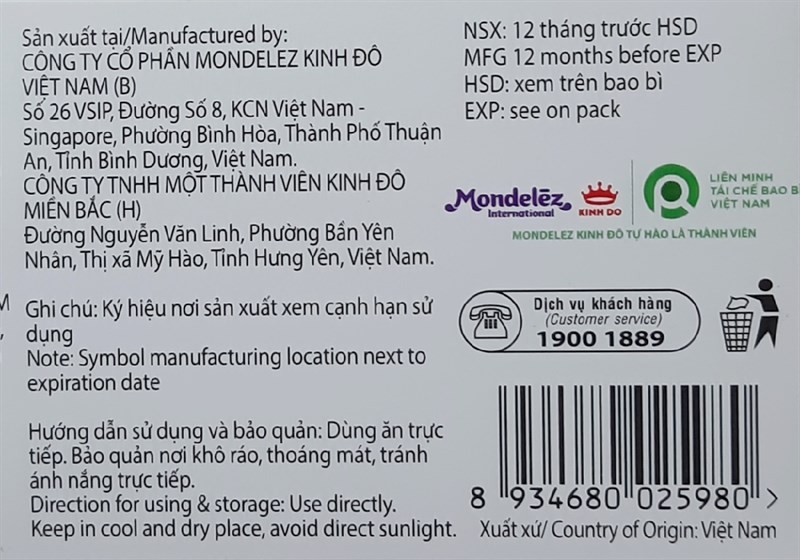 Sản xuất tại/Manufactured by:
CÔNG TY CỔ PHẦN MONDELEZ KINH ĐÔ
VIỆT NAM (B)
Số 26 VSIP, Đường Số 8, KCN Việt Nam -
Singapore, Phường Bình Hòa, Thành Phố Thuận
An, Tỉnh Bình Dương, Việt Nam.
CÔNG TY TNHH MỘT THÀNH VIÊN KINH ĐÔ
MIỀN BẮC (H)
Đường Nguyễn Văn Linh, Phường Bần Yên
Nhân, Thị xã Mỹ Hào, Tỉnh Hưng Yên, Việt Nam.
Ghi chú: Ký hiệu nơi sản xuất xem cạnh hạn sử
dụng
Note: Symbol manufacturing location next to
expiration date
Hướng dẫn sử dụng và bảo quản: Dùng ăn trực
tiếp. Bảo quản nơi khô ráo, thoáng mát, tránh
ánh nắng trực tiếp.
Direction for using & storage: Use directly.
Keep in cool and dry place, avoid direct sunlight.
NSX: 12 tháng trước HSD
MFG 12 months before EXP
HSD: xem trên bao bì
EXP: see on pack
Mondelēz
International
KINH DO
LIÊN MINH
TÁI CHẾ BAO B
VIỆT NAM
MONDELEZ KINH ĐÔ TỰ HÀO LÀ THÀNH VIÊN
Dịch vụ khách hàng
(Customer service)
1900 1889
8 934680 025980 >
Xuất xứ/ Country of Origin: Việt Nam